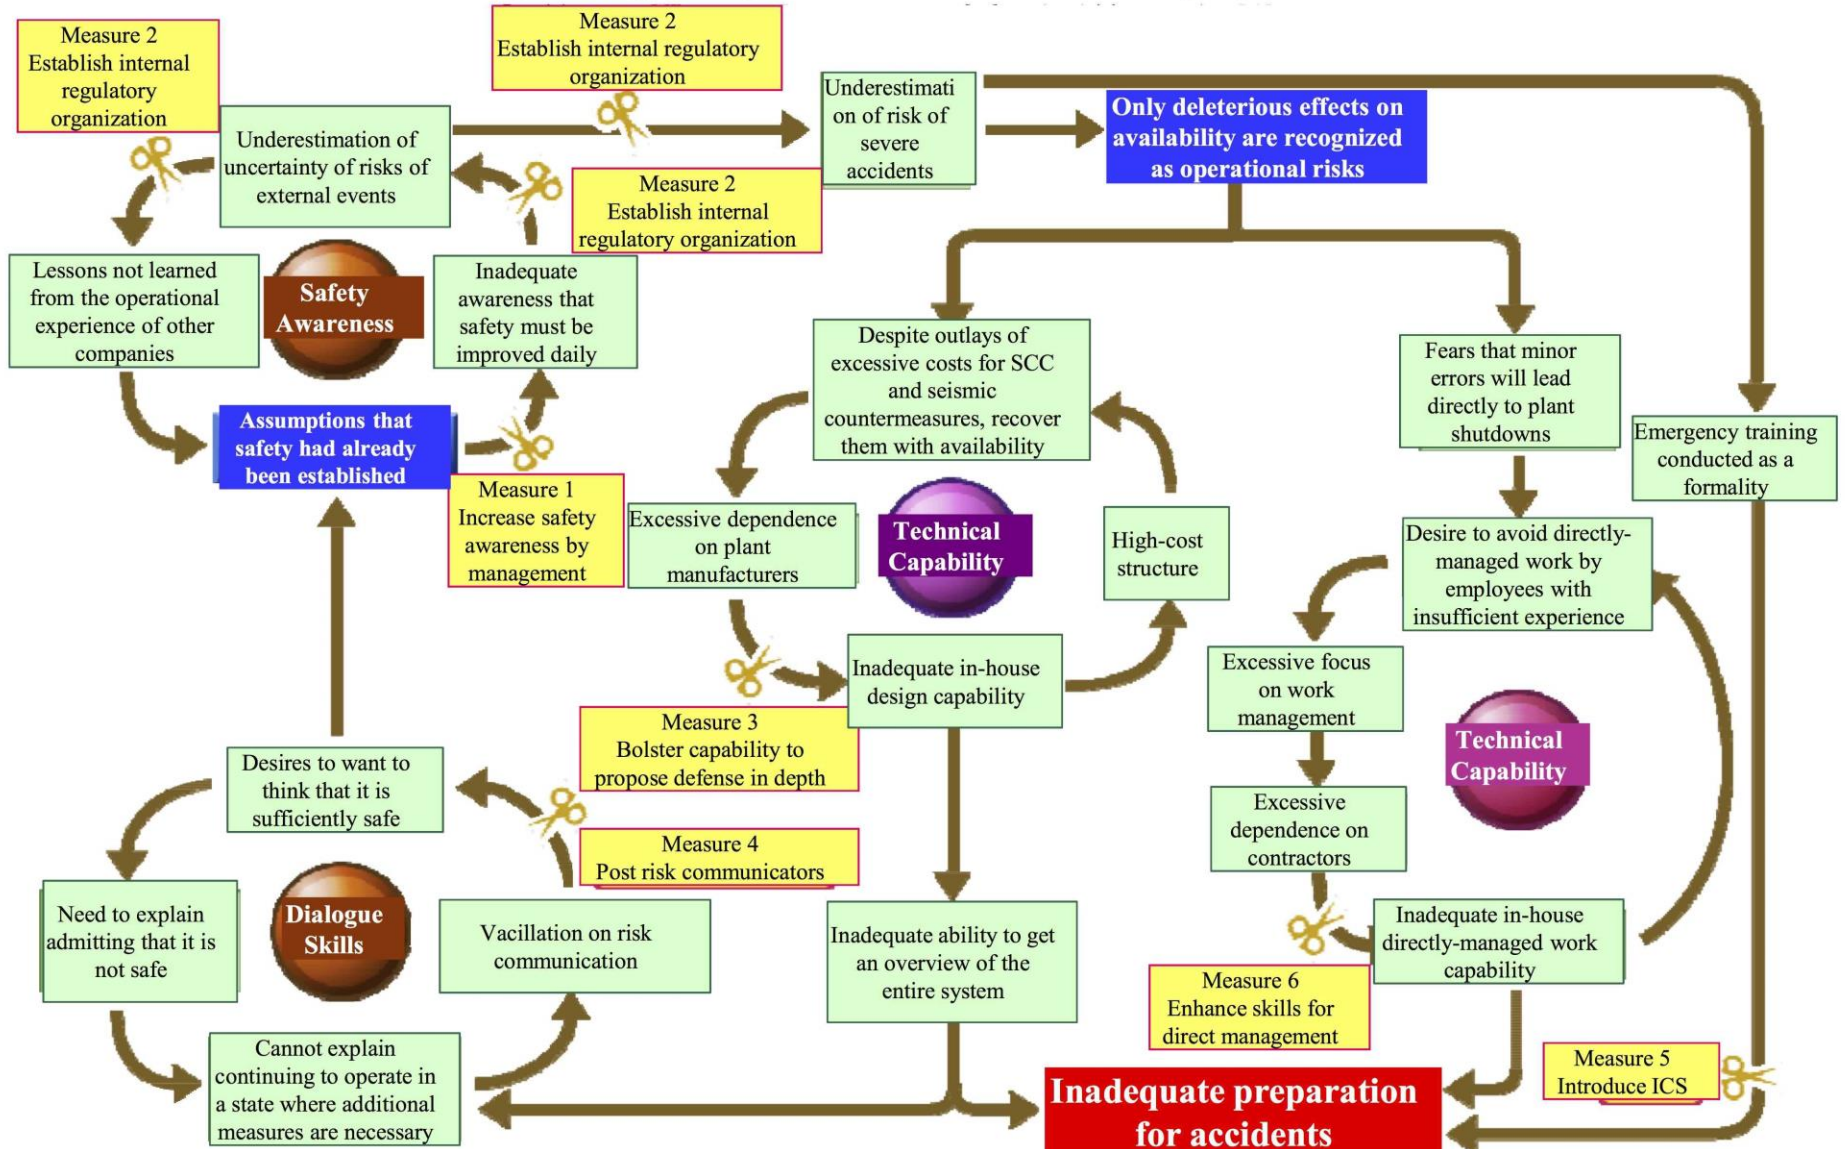 Measure 2
Establish internal
regulatory
organization
Measure 2
Establish internal regulatory
organization
Underestimation of
uncertainty of risks of
external events
Underestimati
on of risk of
severe
accidents
Only deleterious effects on
availability are recognized
as operational risks
Measure 2
Establish internal
regulatory organization
Lessons not learned
from the operational
experience of other
companies
Safety
Awareness
Inadequate
awareness that
safety must be
improved daily
Assumptions that
safety had already
been established
Measure 1
Increase safety
awareness by
management
Despite outlays of
excessive costs for SCC
and seismic
countermeasures, recover
them with availability
Fears that minor
errors will lead
directly to plant
shutdowns
Emergency training
conducted as a
formality
Excessive dependence
on plant
manufacturers
Technical
Capability
High-cost
structure
Desire to avoid directly-
managed work by
employees with
insufficient experience
Inadequate in-house
design capability
Excessive focus
on work
management
Measure 3
Bolster capability to
propose defense in depth
Technical
Capability
Desires to want to
think that it is
sufficiently safe
Excessive
dependence on
contractors
Measure 4
Post risk communicators
Need to explain
admitting that it is
not safe
Dialogue
Skills
Vacillation on risk
communication
Inadequate ability to get
an overview of the
entire system
Inadequate in-house
directly-managed work
capability
Measure 6
Enhance skills for
direct management
Cannot explain
continuing to operate in
a state where additional
measures are necessary
Inadequate preparation
for accidents
Measure 5
Introduce ICS